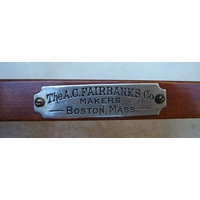 The A.C. FAIRBANKS Co.
MAKERS
BOSTON, MASS.